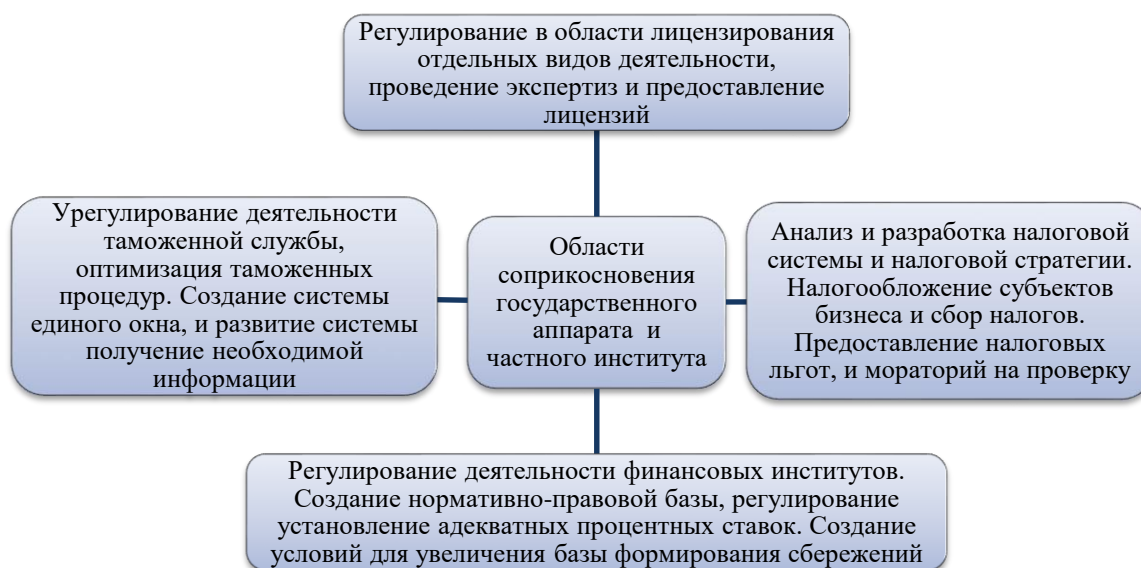 Регулирование в области лицензирования
отдельных видов деятельности,
проведение экспертиз и предоставление
лицензий
Урегулирование деятельности
таможенной службы,
оптимизация таможенных
процедур. Создание системы
единого окна, и развитие системы
получение необходимой
информации
Области
соприкосновения
государственного
аппарата и
частного института
Анализ и разработка налоговой
системы и налоговой стратегии.
Налогообложение субъектов
бизнеса и сбор налогов.
Предоставление налоговых
льгот, и мораторий на проверку
Регулирование деятельности финансовых институтов.
Создание нормативно-правовой базы, регулирование
установление адекватных процентных ставок. Создание
условий для увеличения базы формирования сбережений